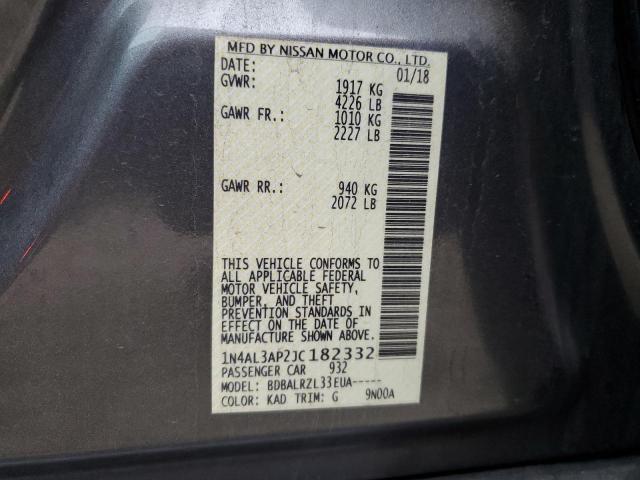 MFD BY NISSAN MOTOR CO., LTD.
DATE: 01/18
GVWR: 1917 KG
4226 LB
GAWR FR.: 1010 KG
2227 LB
GAWR RR.: 940 KG
2072 LB
THIS VEHICLE CONFORMS TO
ALL APPLICABLE FEDERAL
MOTOR VEHICLE SAFETY,
BUMPER, AND THEFT
PREVENTION STANDARDS IN
EFFECT ON THE DATE OF
MANUFACTURE SHOWN ABOVE.
1N4AL3AP2JC182332
PASSENGER CAR 932
MODEL: BDBALRZL33EUA-----
COLOR: KAD TRIM: G 9N00A